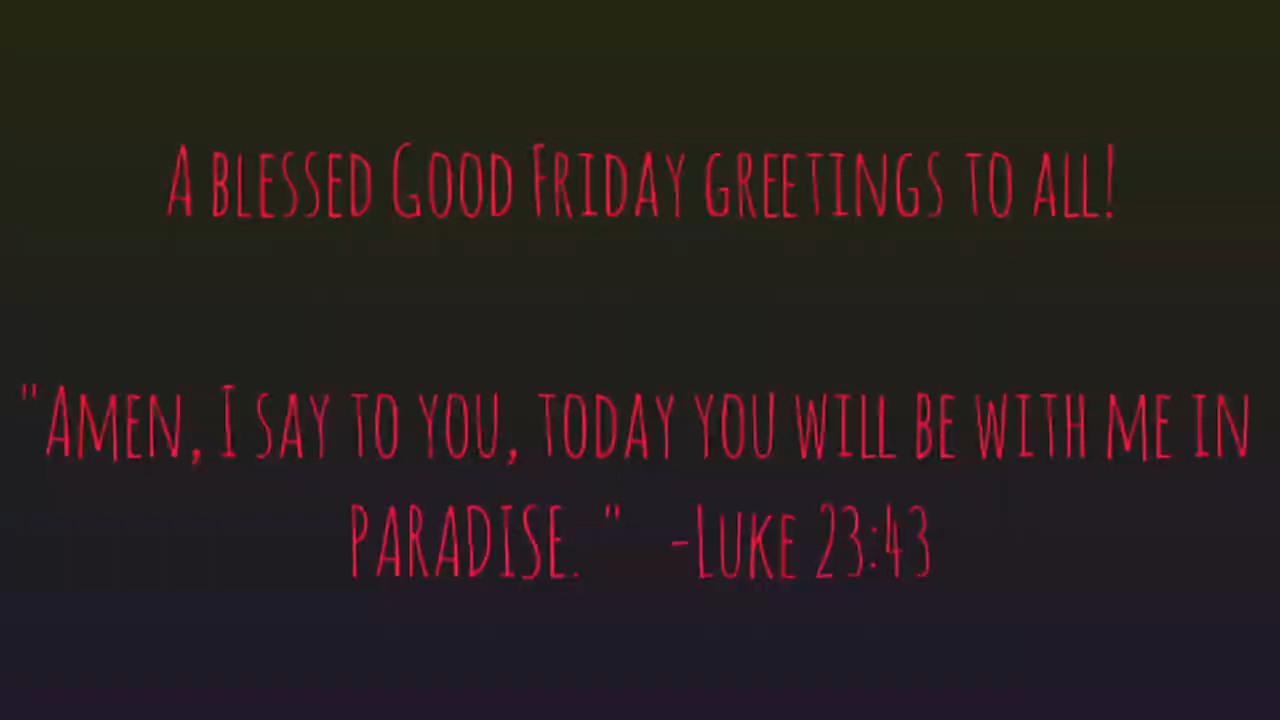 A blessed Good Friday greetings to all!
"Amen, I say to you, today you will be with me in
paradise. " -Luke 23:43